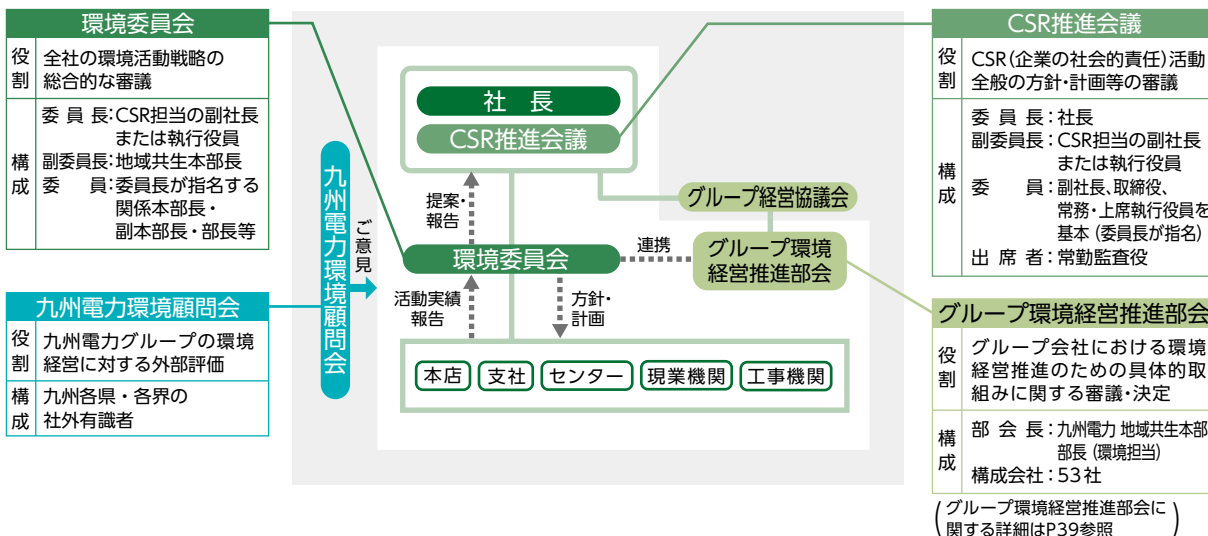 環境委員会
役割
全社の環境活動戦略の
総合的な審議
構成
委員長:CSR担当の副社長
または執行役員
副委員長:地域共生本部長
委員:委員長が指名する
関係本部長・
副本部長・部長等
九州電力環境顧問会
役割
九州電力グループの環境
経営に対する外部評価
構成
九州各県・各界の
社外有識者
九州電力環境顧問会
ご意見
社長
CSR推進会議
提案・
報告
環境委員会
連携
グループ経営協議会
グループ環境
経営推進部会
活動実績
報告
方針・
計画
本店 支社 センター 現業機関 工事機関
CSR推進会議
役割
CSR(企業の社会的責任)活動
全般の方針・計画等の審議
構成
委員長:社長
副委員長:CSR担当の副社長
または執行役員
委員:副社長、取締役、
常務・上席執行役員を
基本(委員長が指名)
出席者:常勤監査役
グループ環境経営推進部会
役割
グループ会社における環境
経営推進のための具体的取
組みに関する審議・決定
構成
部会長:九州電力 地域共生本部
部長(環境担当)
構成会社:53社
(グループ環境経営推進部会に
関する詳細はP39参照)